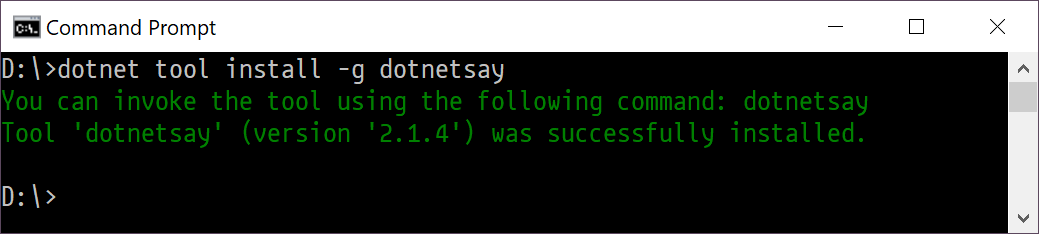 Command Prompt
D:\>dotnet tool install -g dotnetsay
You can invoke the tool using the following command: dotnetsay
Tool 'dotnetsay' (version '2.1.4') was successfully installed.
D:\>